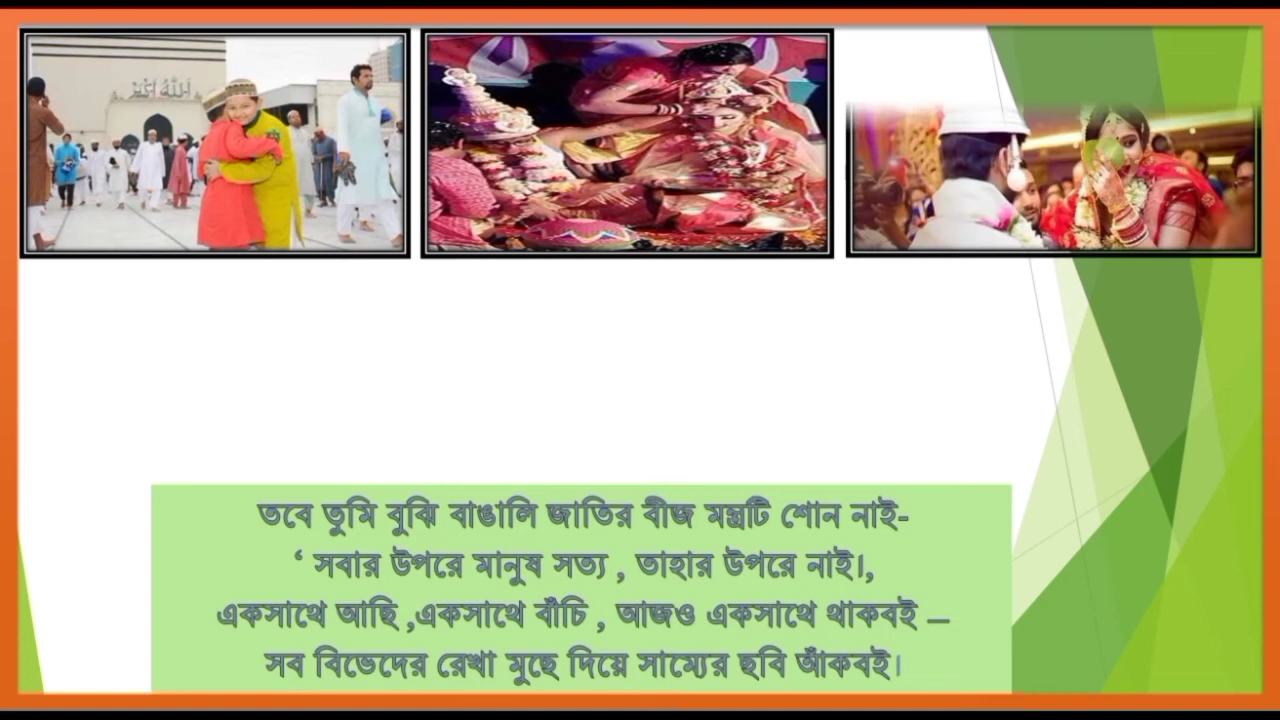 তবে তুমি বুঝি বাঙালি জাতির বীজ মন্ত্রটি শোন নাই-
‘ সবার উপরে মানুষ সত্য , তাহার উপরে নাই।,
একসাথে আছি ,একসাথে বাঁচি , আজও একসাথে থাকবই –
সব বিভেদের রেখা মুছে দিয়ে সাম্যের ছবি আঁকবই।